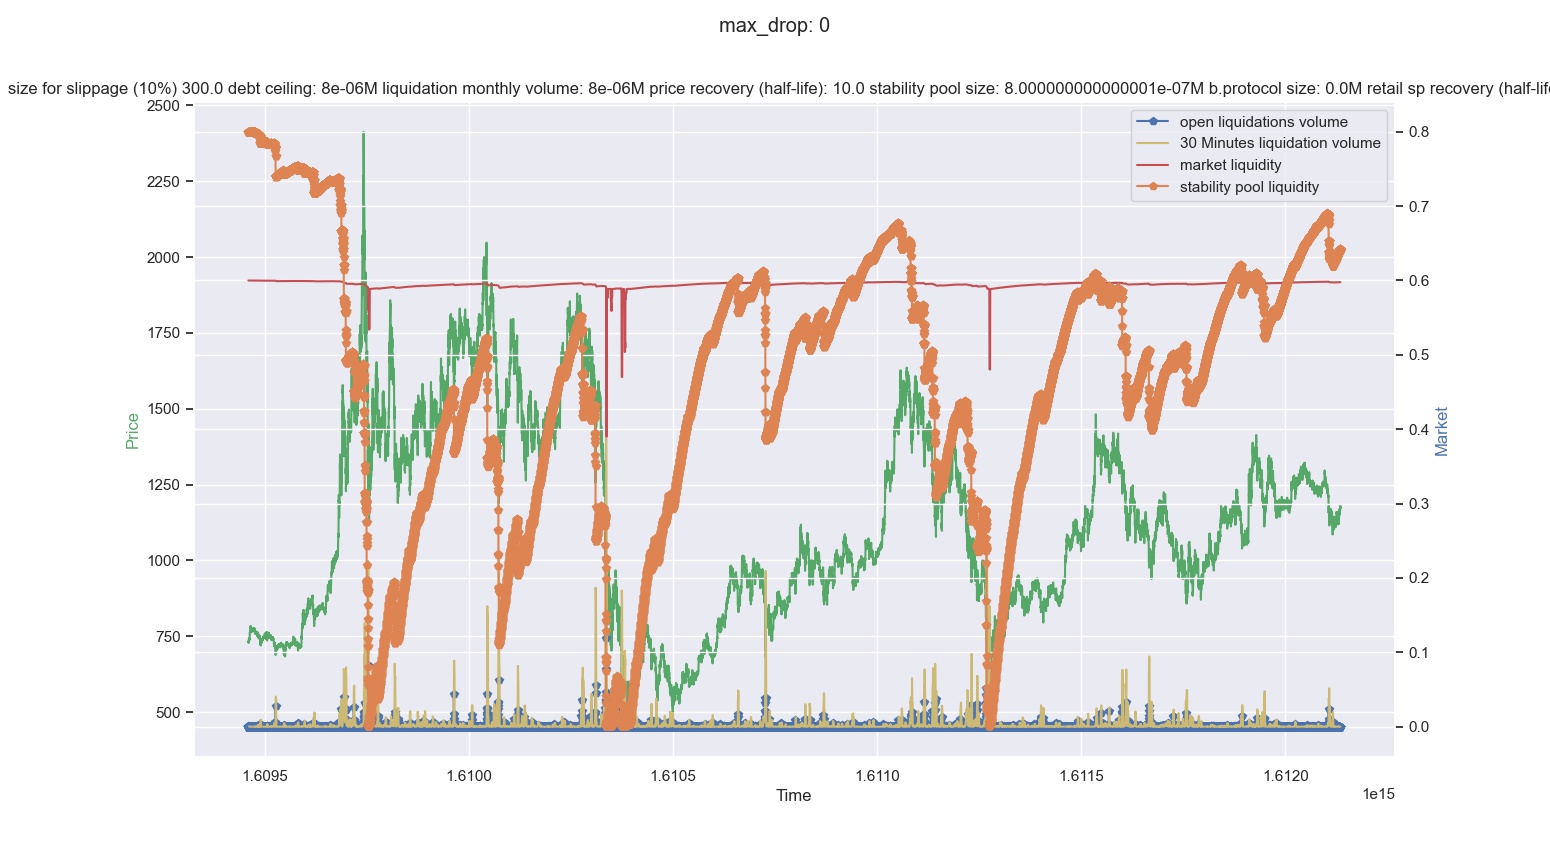 max_drop: 0
size for slippage (10%) 300.0 debt ceiling: 8e-06M liquidation monthly volume: 8e-06M price recovery (half-life): 10.0 stability pool size: 8.000000000000001e-07M b.protocol size: 0.0M retail sp recovery (half-life
open liquidations volume
30 Minutes liquidation volume
market liquidity
stability pool liquidity
2500
2250
2000
1750
1500
1250
1000
750
500
Price
0.8
0.7
0.6
0.5
0.4
0.3
0.2
0.1
0.0
Market
1.6095 1.6100 1.6105 1.6110 1.6115 1.6120
Time
1e15